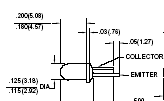 .200(5.08)
.180(4.57)
.03(.76)
.05(1.27)
COLLECTOR
EMITTER
.125(3.18)
.115(2.92)
DIA
.500